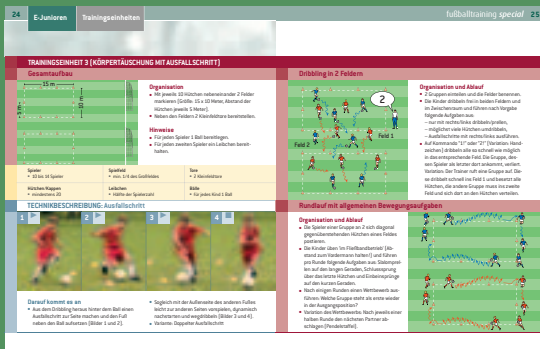 24
E-Junioren
Trainingseinheiten
fußballtraining special 25
TRAININGSEINHEIT 3 (KÖRPERTÄUSCHUNG MIT AUSFALLSCHRITT)
Gesamtaufbau
15 m
Organisation
• Mit jeweils 10 Hütchen nebeneinander 2 Felder
markieren (Größe: 15 x 10 Meter, Abstand der
Hütchen jeweils 5 Meter).
• Neben den Feldern 2 Kleinfeldtore bereitstellen.
Hinweise
• Für jeden Spieler 1 Ball bereitlegen.
• Für jeden zweiten Spieler ein Leibchen bereit-
halten.
Spieler
• 10 bis 14 Spieler
Spielfeld
• min. 1/4 des Großfeldes
Tore
• 2 Kleinfeldtore
Hütchen/Kappen
• mindestens 20
Leibchen
• Hälfte der Spielerzahl
Bälle
• Für jedes Kind 1 Ball
TECHNIKBESCHREIBUNG: Ausfallschritt
1
2
3
4
Darauf kommt es an
• Aus dem Dribbling heraus hinter dem Ball einen
Ausfallschritt zur Seite machen und den Fuß
neben den Ball aufsetzen (Bilder 1 und 2).
• Sogleich mit der Außenseite des anderen Fußes
leicht zur anderen Seite vorspielen, dynamisch
nachstarten und wegdribbeln (Bilder 3 und 4).
• Variante: Doppelter Ausfallschritt
Dribbling in 2 Feldern
2
Feld 1
Feld 2
Organisation und Ablauf
• 2 Gruppen einteilen und die Felder benennen.
• Die Kinder dribbeln frei in beiden Feldern und
im Zwischenraum und führen nach Vorgabe
folgende Aufgaben aus:
– nur mit rechts/links dribbeln/prellen,
– möglichst viele Hütchen umdribbeln,
– Ausfallschritte mit rechts/links ausführen.
• Auf Kommando "1" oder "2" (Variation: Hand-
zeichen) dribbeln alle so schnell wie möglich
in das entsprechende Feld. Die Gruppe, des-
sen Spieler als letzter dort ankommt, verliert.
Variation: Der Trainer ruft eine Gruppe auf. Die-
se dribbelt schnell ins Feld 1 und besetzt alle
Hütchen, die andere Gruppe muss ins zweite
Feld und sich dort an den Hütchen verteilen.
Rundlauf mit allgemeinen Bewegungsaufgaben
Organisation und Ablauf
• Die Spieler einer Gruppe an 2 sich diagonal
gegenüberstehenden Hütchen eines Feldes
postieren.
• Die Kinder üben 'im Fließbandbetrieb' (Ab-
stand zum Vordermann halten!) und führen
pro Runde folgende Aufgaben aus: Slalomprel-
len auf den langen Geraden, Schlusssprung
über das letzte Hütchen und Einbeinsprünge
auf den kurzen Geraden.
• Nach einigen Runden einen Wettbewerb aus-
führen: Welche Gruppe steht als erste wieder
in der Ausgangsposition?
• Variation des Wettbewerbs: Nach jeweils einer
halben Runde den nächsten Partner ab-
schlagen (Pendelstaffel).